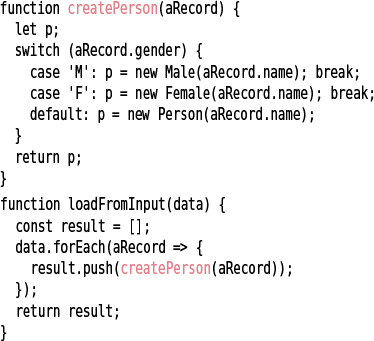 function createPerson(aRecord) {
  let p;
  switch (aRecord.gender) {
    case 'M': p = new Male(aRecord.name); break;
    case 'F': p = new Female(aRecord.name); break;
    default: p = new Person(aRecord.name);
  }
  return p;
}
function loadFromInput(data) {
  const result = [];
  data.forEach(aRecord => {
    result.push(createPerson(aRecord));
  });
  return result;
}